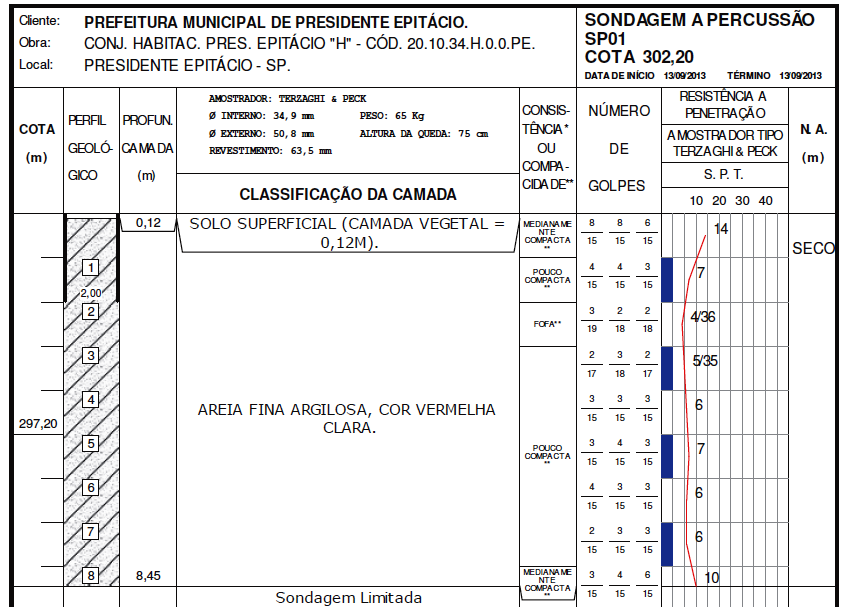 Cliente: PREFEITURA MUNICIPAL DE PRESIDENTE EPITÁCIO.
Obra: CONJ. HABITAC. PRES. EPITÁCIO "H" - CÓD. 20.10.34.H.0.0.PE.
Local: PRESIDENTE EPITÁCIO - SP.
SONDAGEM A PERCUSSÃO
SP01
COTA 302,20
DATA DE INÍCIO 13/09/2013 TÉRMINO 13/09/2013
COTA
(m)
PERFIL
GEOLÓ-
GICO
PROFUN.
CAMADA
(m)
AMOSTRADOR: TERZAGHI & PECK
Ø INTERNO: 34,9 mm PESO: 65 Kg
Ø EXTERNO: 50,8 mm ALTURA DA QUEDA: 75 cm
REVESTIMENTO: 63,5 mm
CLASSIFICAÇÃO DA CAMADA
CONSIS-
TÊNCIA*
OU
COMPA-
CIDADE**
NÚMERO
DE
GOLPES
RESISTÊNCIA A
PENETRAÇÃO
AMOSTRADOR TIPO
TERZAGHI & PECK
S. P. T.
10 20 30 40
N. A.
(m)
0,12
SOLO SUPERFICIAL (CAMADA VEGETAL =
0,12M).
MEDIANAME
NTE
COMPACTA
**
8 8 6
15 15 15
14
SECO
1
2,00
POUCO
COMPACTA
**
4 4 3
15 15 15
7
2
FOFA**
3 2 2
19 18 18
4/36
3
2 3 2
17 18 17
5/35
4
AREIA FINA ARGILOSA, COR VERMELHA
CLARA.
3 3 3
15 15 15
6
297,20
5
POUCO
COMPACTA
**
3 4 3
15 15 15
7
6
4 3 3
15 15 15
6
7
2 3 3
15 15 15
6
8
8,45
MEDIANAME
NTE
COMPACTA
**
3 4 6
15 15 15
10
Sondagem Limitada